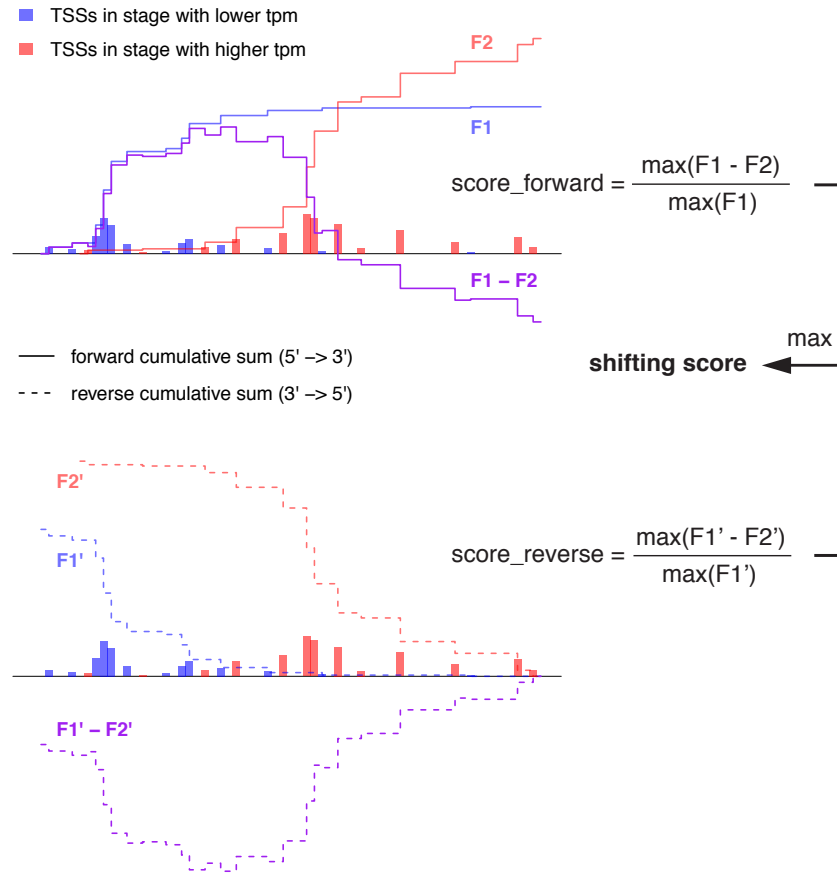 TSSs in stage with lower tpm
TSSs in stage with higher tpm
F2
F1
score_forward = max(F1 - F2)
max(F1)
F1 – F2
forward cumulative sum (5' –> 3')
reverse cumulative sum (3' –> 5')
max
shifting score
F2'
F1'
score_reverse = max(F1' - F2')
max(F1')
F1' – F2'